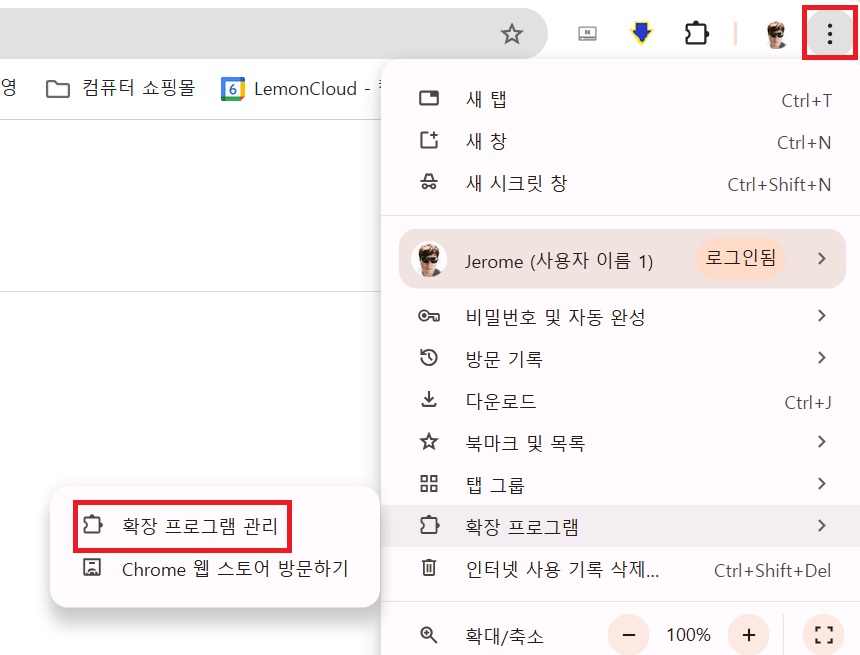 영
컴퓨터 쇼핑몰
6
LemonCloud -
새 탭 Ctrl+T
새 창 Ctrl+N
새 시크릿 창 Ctrl+Shift+N
Jerome (사용자 이름 1) 로그인됨
비밀번호 및 자동 완성
방문 기록
다운로드 Ctrl+J
북마크 및 목록
탭 그룹
확장 프로그램
인터넷 사용 기록 삭제... Ctrl+Shift+Del
확대/축소 − 100% +
확장 프로그램 관리
Chrome 웹 스토어 방문하기